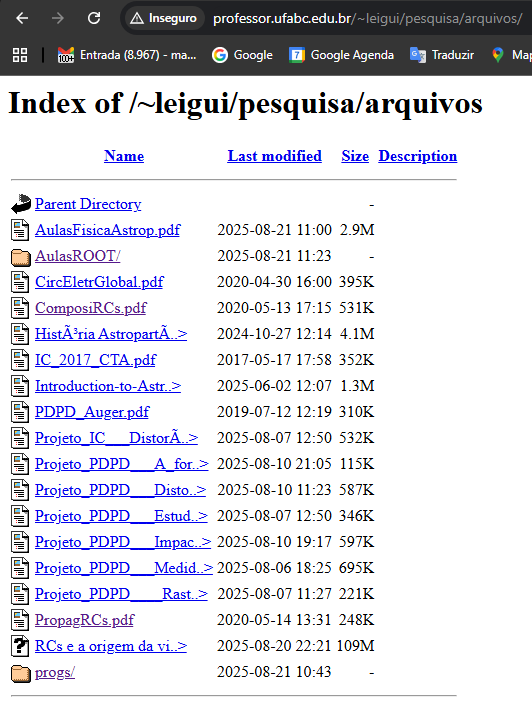 Inseguro professor.ufabc.edu.br/~leigui/pesquisa/arquivos/
100+ Entrada (8.967) - ma... Google 7 Google Agenda Traduzir Map
Index of /~leigui/pesquisa/arquivos
Name Last modified Size Description
Parent Directory -
AulasFisicaAstrop.pdf 2025-08-21 11:00 2.9M
AulasROOT/ 2025-08-21 11:23 -
CircEletrGlobal.pdf 2020-04-30 16:00 395K
ComposiRCs.pdf 2020-05-13 17:15 531K
HistÃ³ria AstropartÃ..> 2024-10-27 12:14 4.1M
IC_2017_CTA.pdf 2017-05-17 17:58 352K
Introduction-to-Astr..> 2025-06-02 12:07 1.3M
PDPD_Auger.pdf 2019-07-12 12:19 310K
Projeto_IC___DistorÃ..> 2025-08-07 12:50 532K
Projeto_PDPD___A_for..> 2025-08-10 21:05 115K
Projeto_PDPD___Disto..> 2025-08-10 11:23 587K
Projeto_PDPD___Estud..> 2025-08-07 12:50 346K
Projeto_PDPD___Impac..> 2025-08-10 19:17 597K
Projeto_PDPD___Medid..> 2025-08-06 18:25 695K
Projeto_PDPD____Rast..> 2025-08-07 11:27 221K
PropagRCs.pdf 2020-05-14 13:31 248K
RCs e a origem da vi..> 2025-08-20 22:21 109M
progs/ 2025-08-21 10:43 -